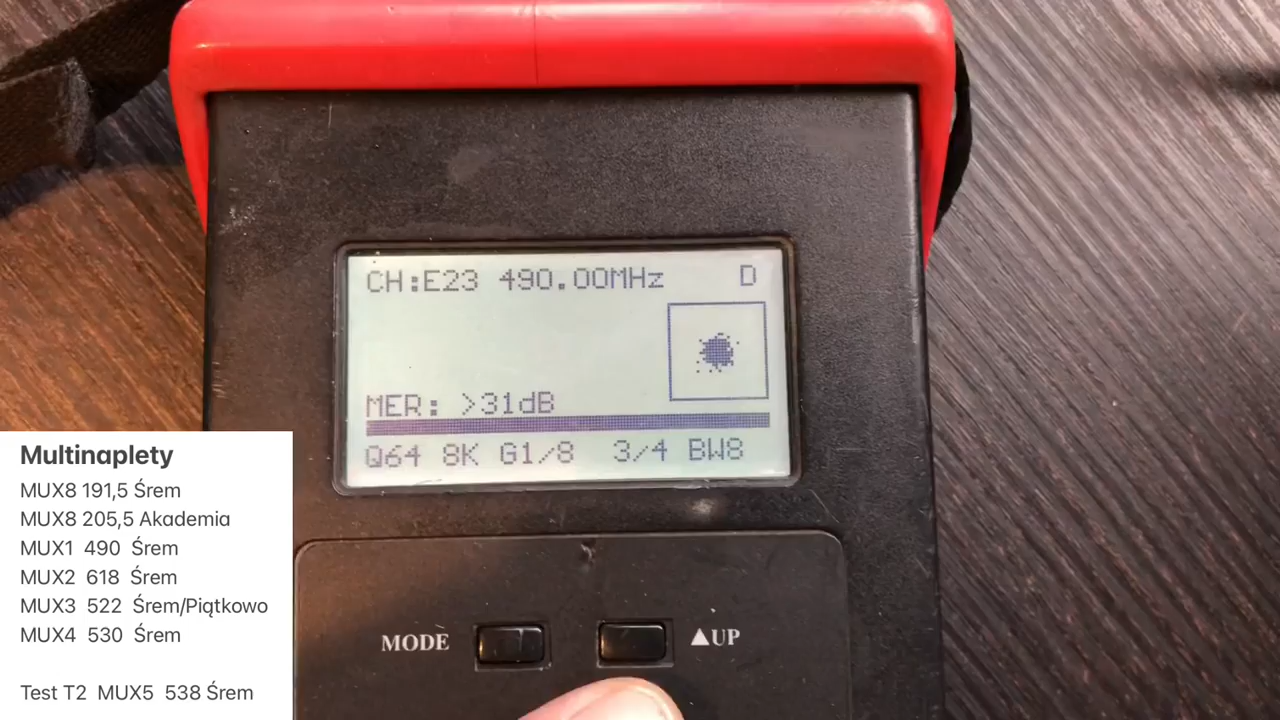 CH:E23 490.00MHz D
MER: >31dB
Q64 8K G1/8 3/4 BW8
MODE ▲UP
Multinaplety
MUX8 191,5 Śrem
MUX8 205,5 Akademia
MUX1 490 Śrem
MUX2 618 Śrem
MUX3 522 Śrem/Piątkowo
MUX4 530 Śrem
Test T2 MUX5 538 Śrem